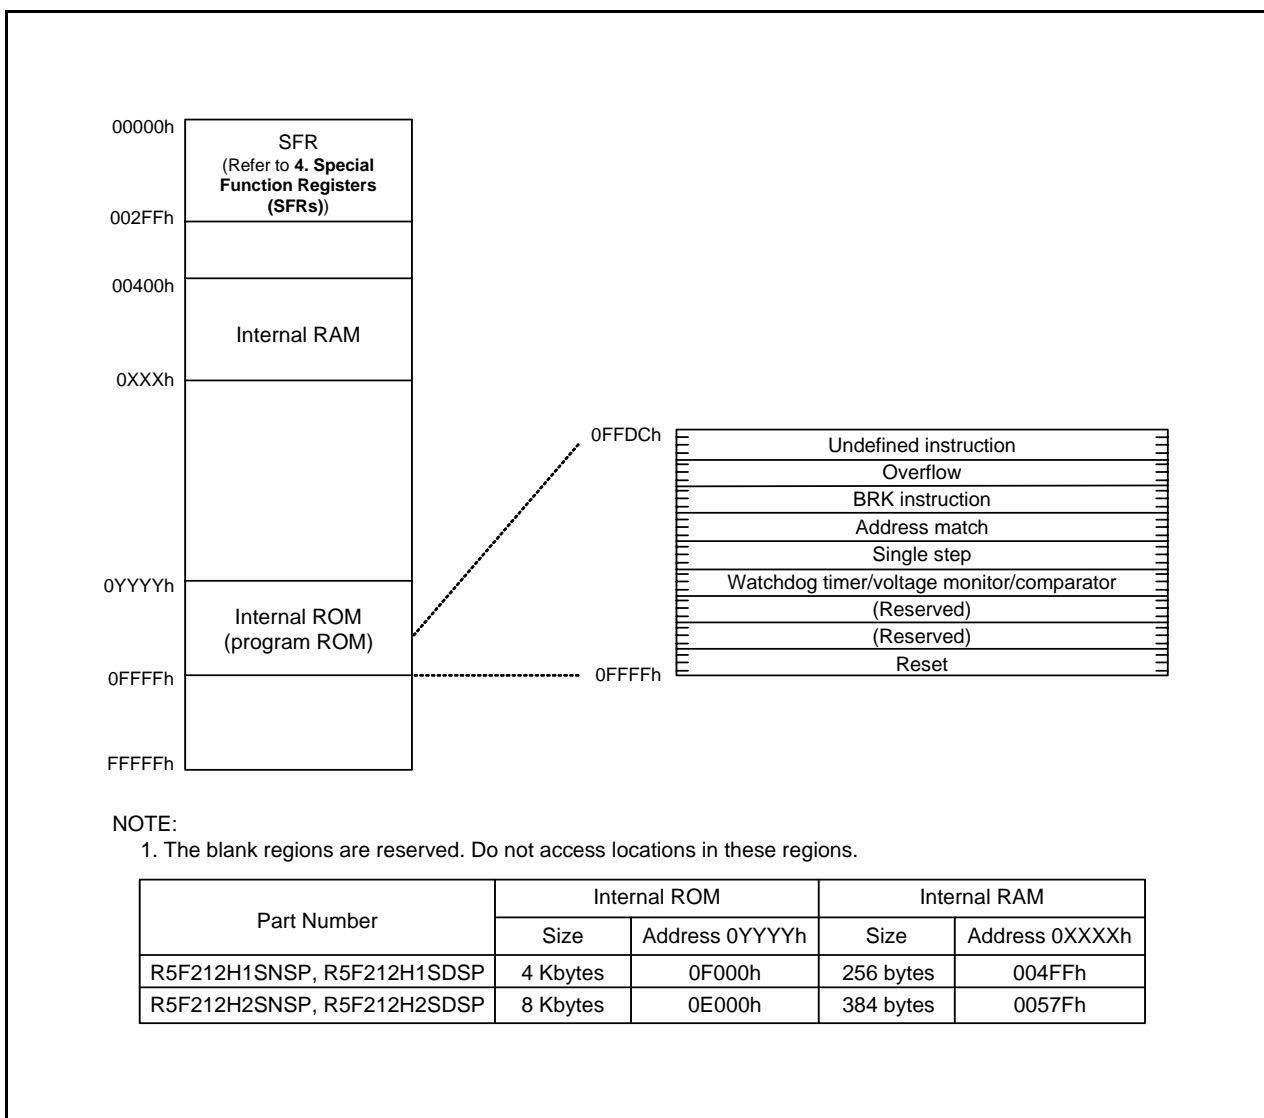 00000h
SFR
(Refer to 4. Special
Function Registers
(SFRs))
002FFh
00400h
Internal RAM
0XXXh
0YYYYh
Internal ROM
(program ROM)
0FFFFh
FFFFFh
0FFDCh
Undefined instruction
Overflow
BRK instruction
Address match
Single step
Watchdog timer/voltage monitor/comparator
(Reserved)
(Reserved)
Reset
0FFFFh
NOTE:
1. The blank regions are reserved. Do not access locations in these regions.
Part Number Internal ROM Internal RAM
Size Address 0YYYYh Size Address 0XXXXh
R5F212H1SNSP, R5F212H1SDSP 4 Kbytes 0F000h 256 bytes 004FFh
R5F212H2SNSP, R5F212H2SDSP 8 Kbytes 0E000h 384 bytes 0057Fh